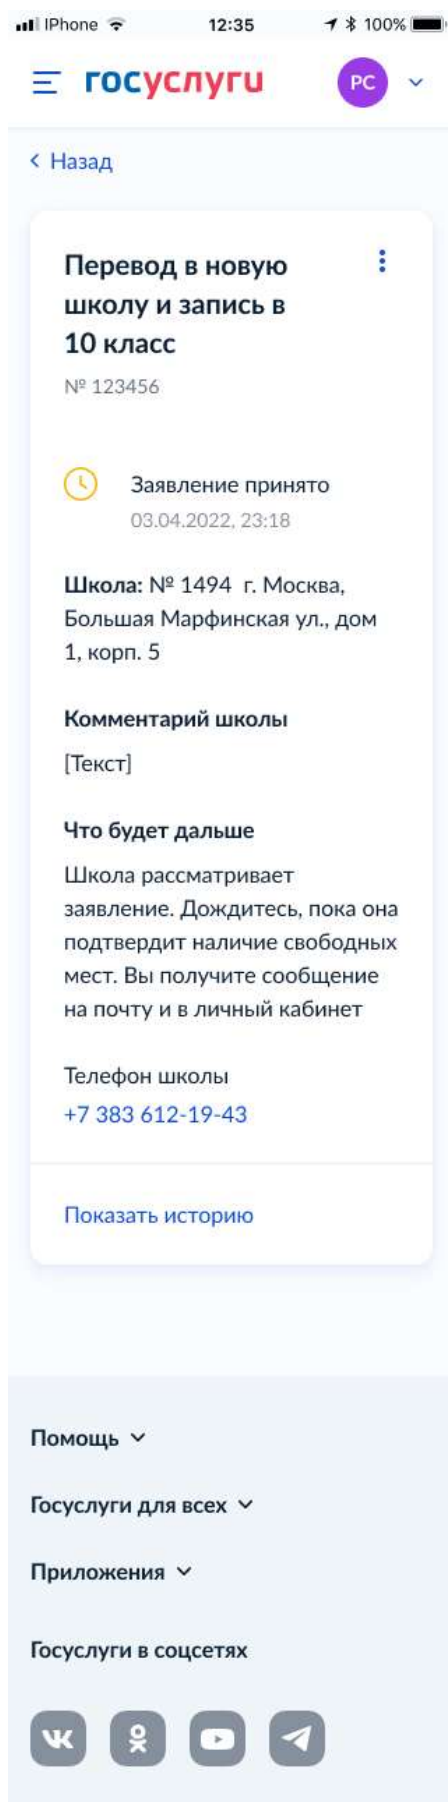 IPhone 12:35 100%
госуслуги РС
Назад
Перевод в новую
школу и запись в
10 класс
№ 123456
Заявление принято
03.04.2022, 23:18
Школа: № 1494 г. Москва,
Большая Марфинская ул., дом
1, корп. 5
Комментарий школы
[Текст]
Что будет дальше
Школа рассматривает
заявление. Дождитесь, пока она
подтвердит наличие свободных
мест. Вы получите сообщение
на почту и в личный кабинет
Телефон школы
+7 383 612-19-43
Показать историю
Помощь
Госуслуги для всех
Приложения
Госуслуги в соцсетях